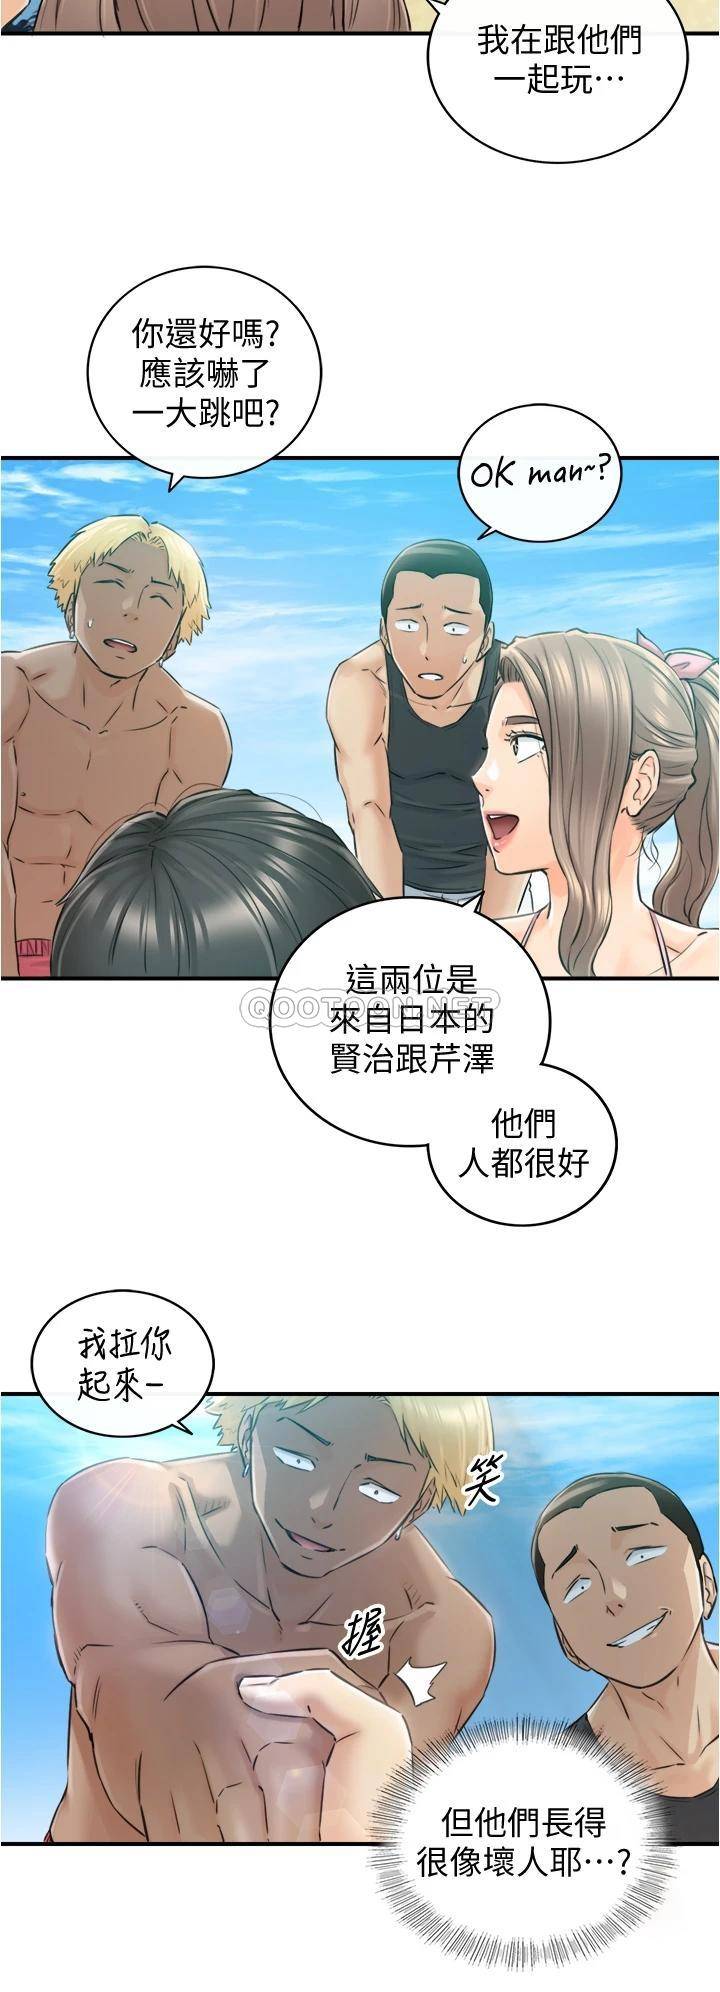 我在跟他們
一起玩⋯
你還好嗎?
應該嚇了
一大跳吧?
OK man~?
這兩位是
QOOTOON.NET
來自日本的
賢治跟芹澤
他們
人都很好
我拉你
起來~
笑
握
但他們長得
很像壞人耶⋯?